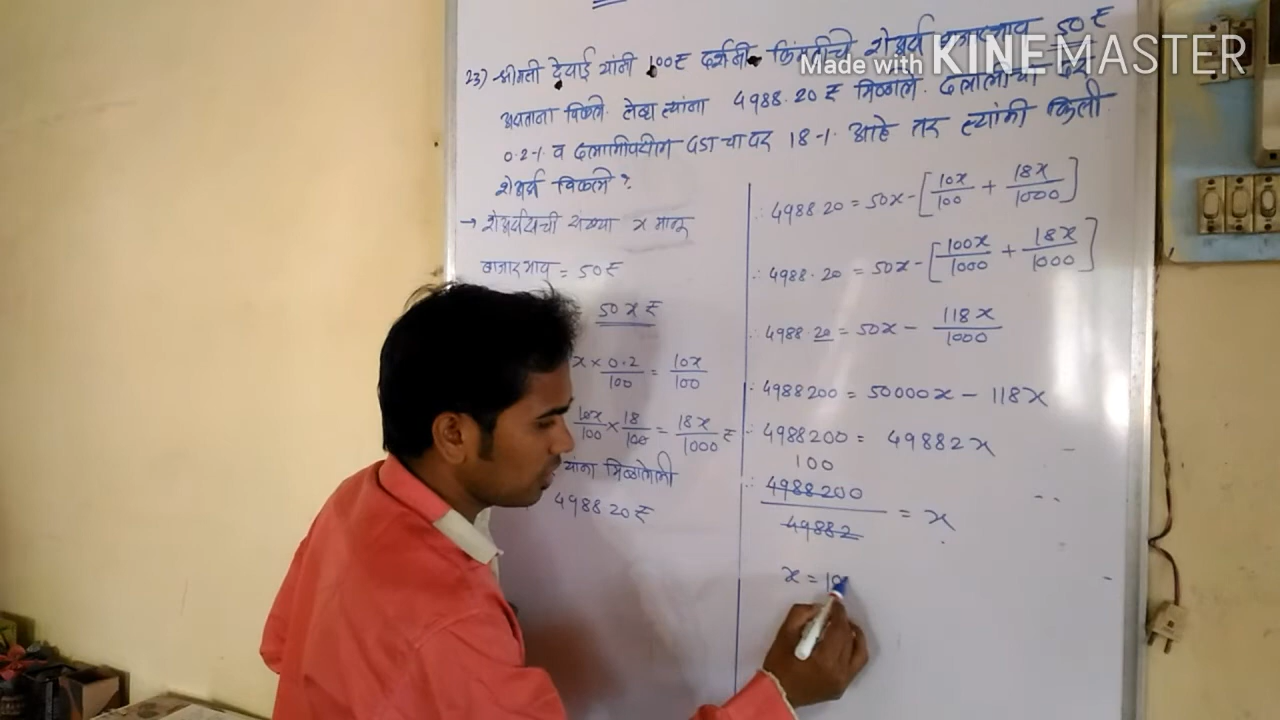 23) श्रीमती देसाई यांनी 100₹ दर्शनी किंमतीचे शेअर्स बाजारभाव 50₹
असताना विकले. तेव्हा त्यांना 4988.20₹ मिळाले. दलालीचा दर
0.2% व दलालीवरील GST चा दर 18% आहे तर त्यांनी किती
शेअर्स विकले?
→ शेअर्सची संख्या x मानू
बाजारभाव = 50₹
50x₹
x × 0.2/100 = 10x/100
10x/100 × 18/100 = 18x/1000 ₹
यांना मिळालेली
4988 20₹
∴ 4988.20 = 50x - [10x/100 + 18x/1000]
∴ 4988.20 = 50x - [100x/1000 + 18x/1000]
∴ 4988.20 = 50x - 118x/1000
∴ 4988200 = 50000x - 118x
∴ 4988200 = 49882x
100
∴ 4988200/49882 = x
x = 10
Made with KINEMASTER